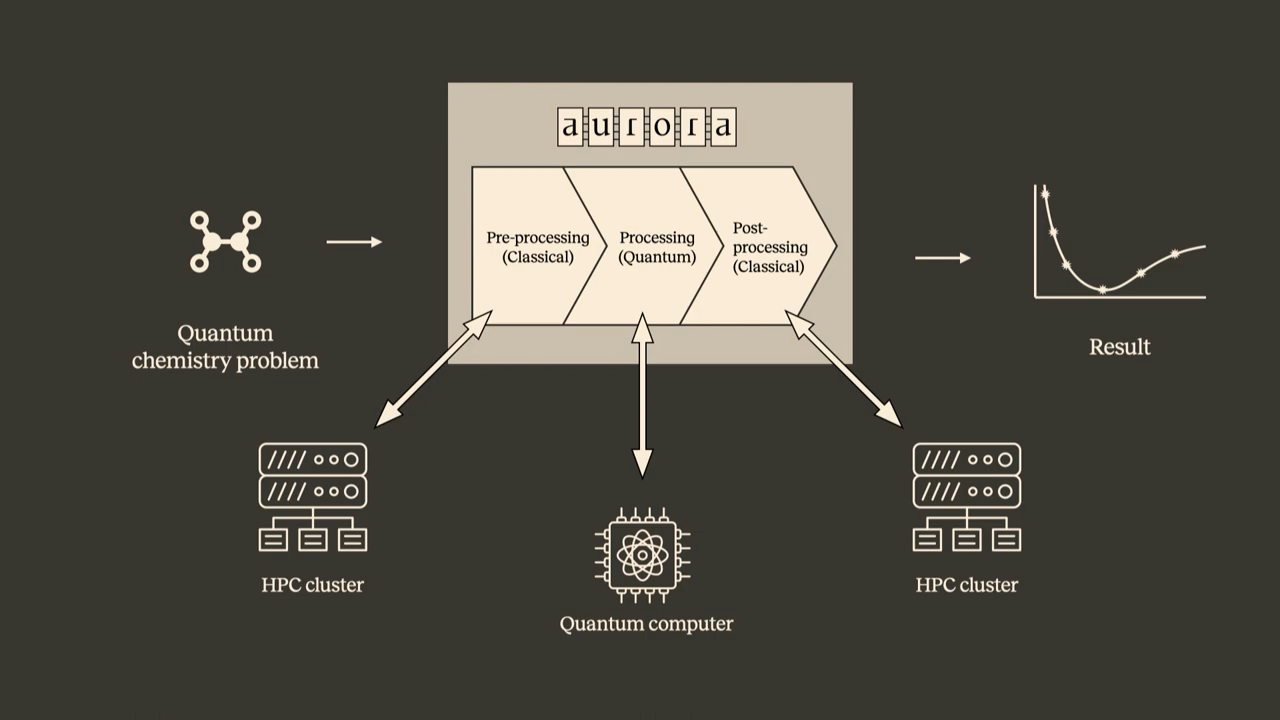 aurora
Pre-processing
(Classical)
Processing
(Quantum)
Post-
processing
(Classical)
Quantum
chemistry problem
Result
HPC cluster
Quantum computer
HPC cluster